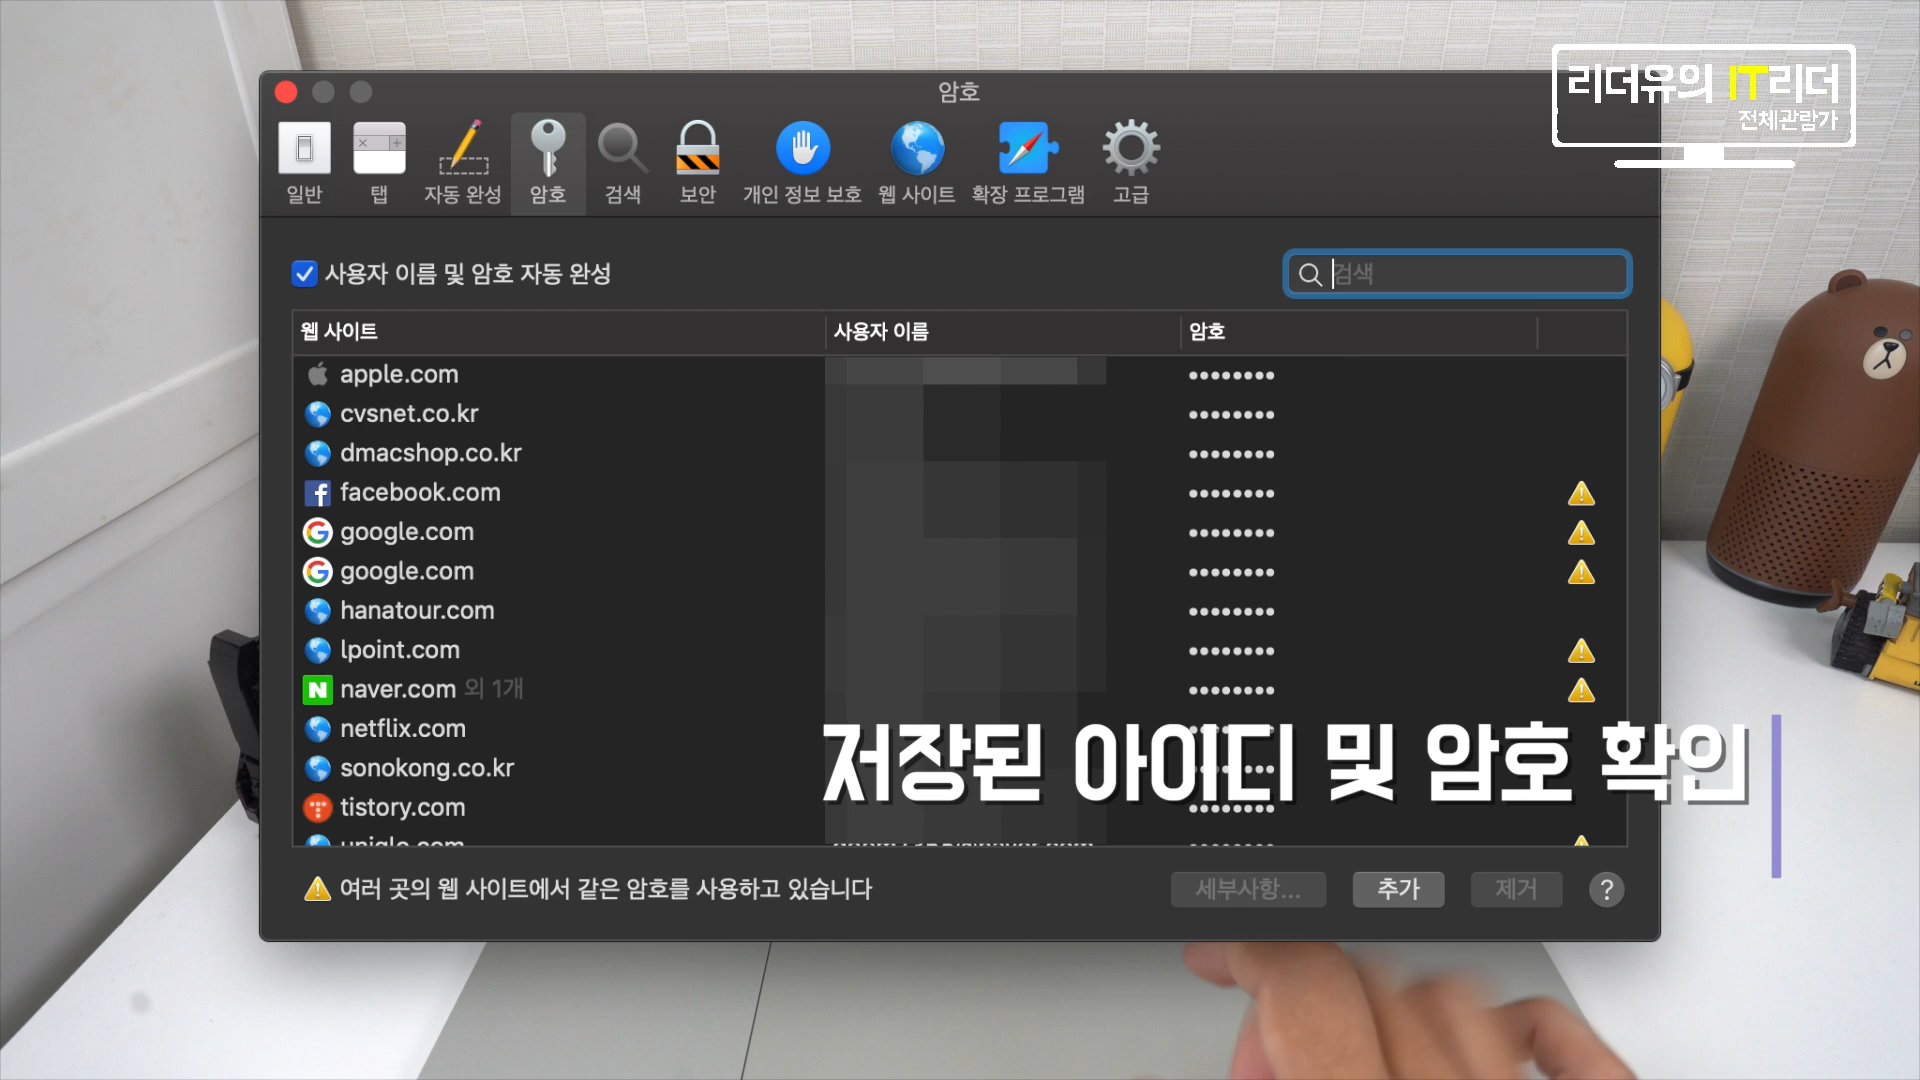 암호
리더유의 IT리더
전체관람가
일반
탭
자동 완성
암호
검색
보안
개인 정보 보호
웹 사이트
확장 프로그램
고급
사용자 이름 및 암호 자동 완성
검색
웹 사이트
사용자 이름
암호
apple.com
••••••••
cvsnet.co.kr
••••••••
dmacshop.co.kr
••••••••
facebook.com
••••••••
google.com
••••••••
google.com
••••••••
hanatour.com
••••••••
lpoint.com
••••••••
naver.com 외 1개
••••••••
netflix.com
sonokong.co.kr
tistory.com
저장된 아이디 및 암호 확인
여러 곳의 웹 사이트에서 같은 암호를 사용하고 있습니다
세부사항...
추가
제거
?